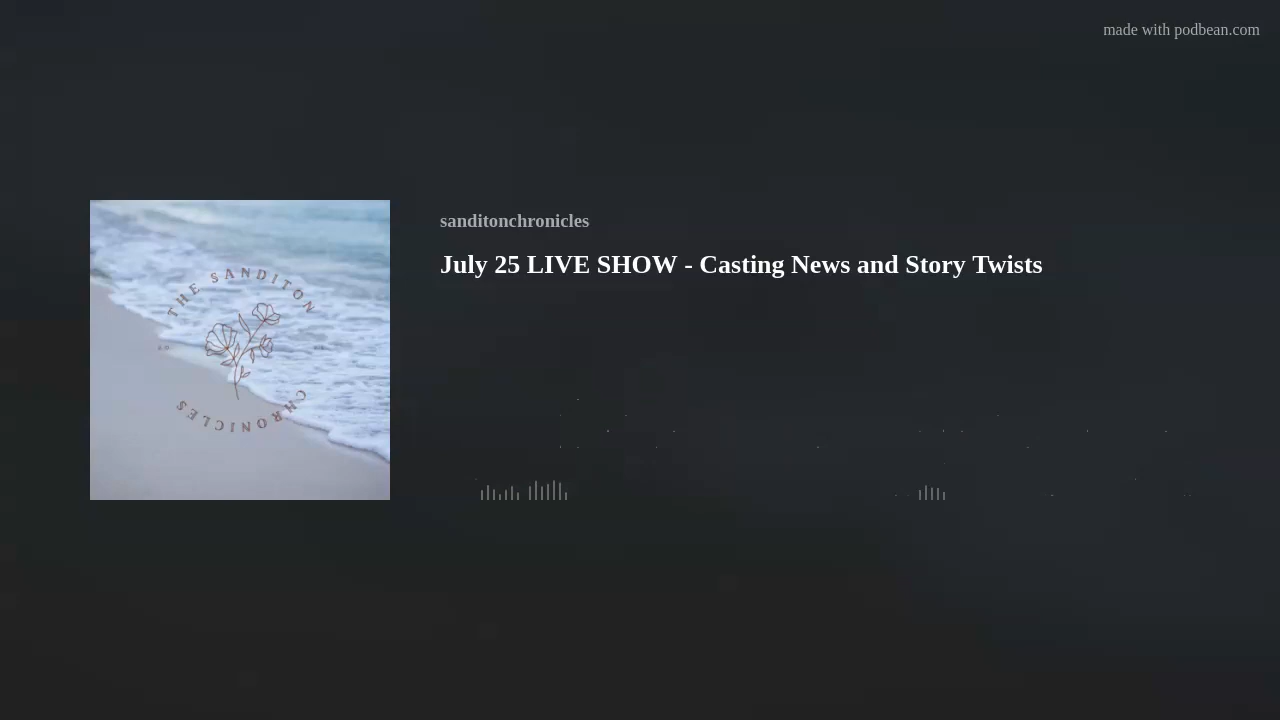 made with podbean.com
THE SANDITON
CHRONICLES
sanditonchronicles
July 25 LIVE SHOW - Casting News and Story Twists